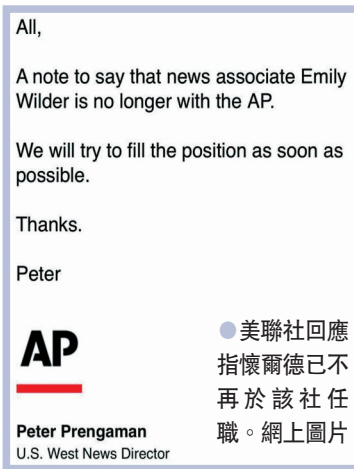 All,
A note to say that news associate Emily
Wilder is no longer with the AP.
We will try to fill the position as soon as
possible.
Thanks.
Peter
AP
Peter Prengaman
U.S. West News Director
●美聯社回應
指懷爾德已不
再於該社任
職。網上圖片